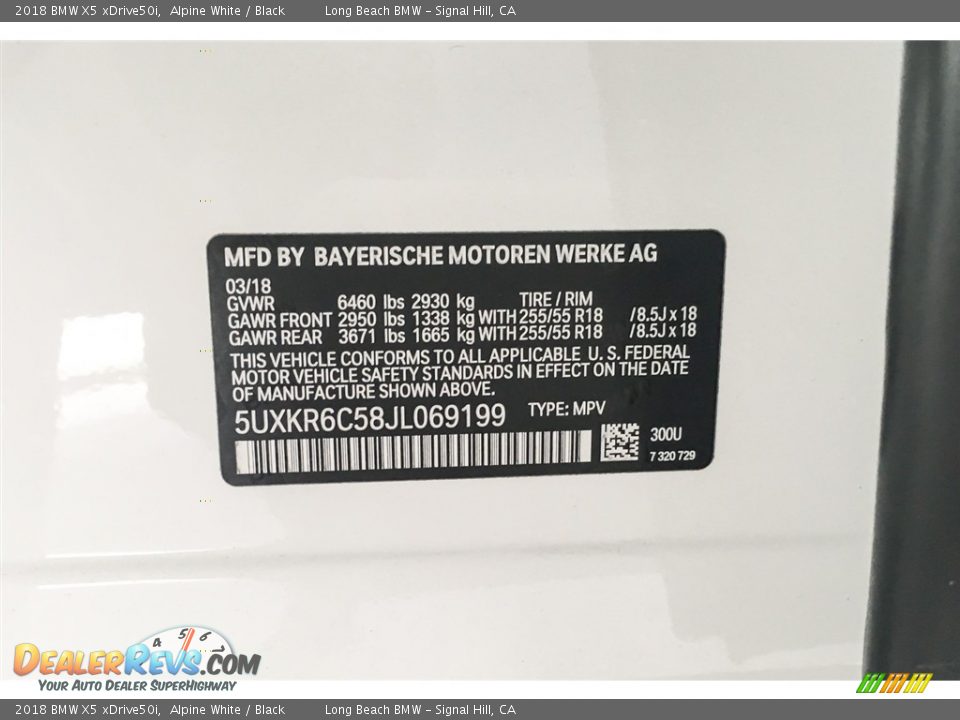 2018 BMW X5 xDrive50i, Alpine White / Black Long Beach BMW - Signal Hill, CA
MFD BY BAYERISCHE MOTOREN WERKE AG
03/18
GVWR 6460 lbs 2930 kg TIRE / RIM
GAWR FRONT 2950 lbs 1338 kg WITH 255/55 R18 /8.5J x 18
GAWR REAR 3671 lbs 1665 kg WITH 255/55 R18 /8.5J x 18
THIS VEHICLE CONFORMS TO ALL APPLICABLE U. S. FEDERAL
MOTOR VEHICLE SAFETY STANDARDS IN EFFECT ON THE DATE
OF MANUFACTURE SHOWN ABOVE.
5UXKR6C58JL069199 TYPE: MPV
300U
7 320 729
4 5 6
DEALERREVS.COM
YOUR AUTO DEALER SUPERHIGHWAY
2018 BMW X5 xDrive50i, Alpine White / Black Long Beach BMW - Signal Hill, CA